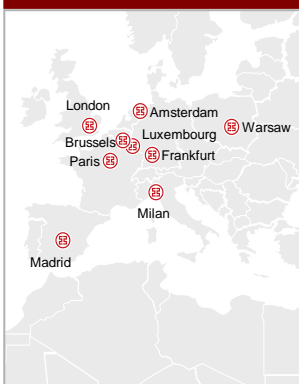 London
Amsterdam
Brussels
Luxembourg
Warsaw
Paris
Frankfurt
Milan
Madrid